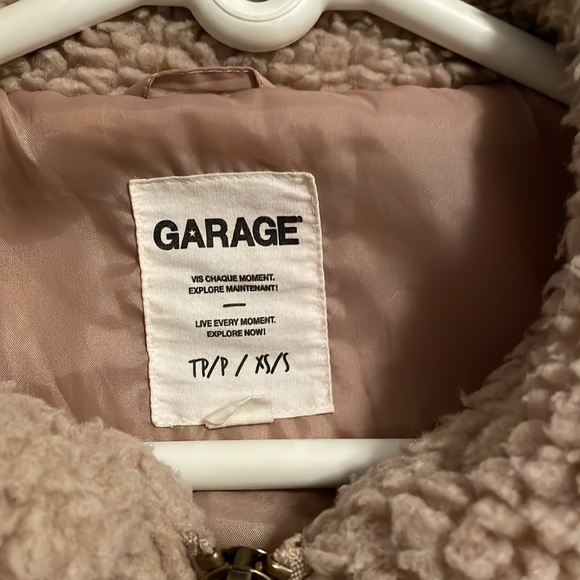 GARAGE®
VIS CHAQUE MOMENT.
EXPLORE MAINTENANT!
LIVE EVERY MOMENT.
EXPLORE NOW!
TP/P / XS/S